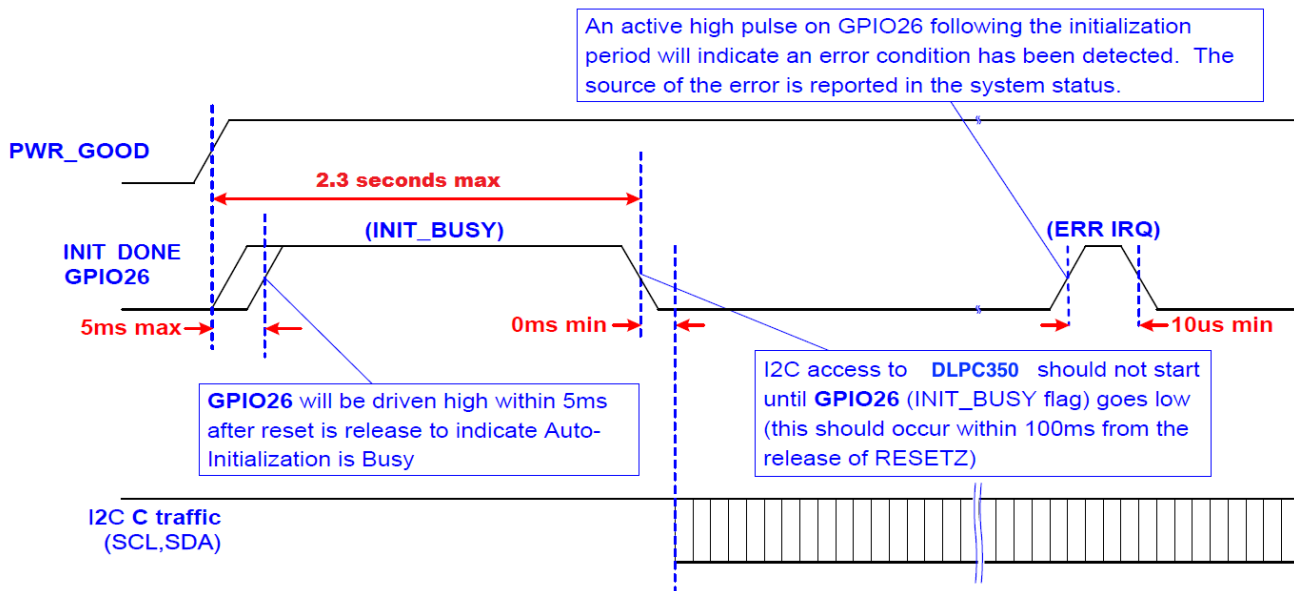 An active high pulse on GPIO26 following the initialization
period will indicate an error condition has been detected. The
source of the error is reported in the system status.
PWR_GOOD
2.3 seconds max
(INIT_BUSY)
(ERR IRQ)
INIT DONE
GPIO26
5ms max
0ms min
10us min
GPIO26 will be driven high within 5ms
after reset is release to indicate Auto-
Initialization is Busy
I2C access to DLPC350 should not start
until GPIO26 (INIT_BUSY flag) goes low
(this should occur within 100ms from the
release of RESETZ)
I2C C traffic
(SCL,SDA)